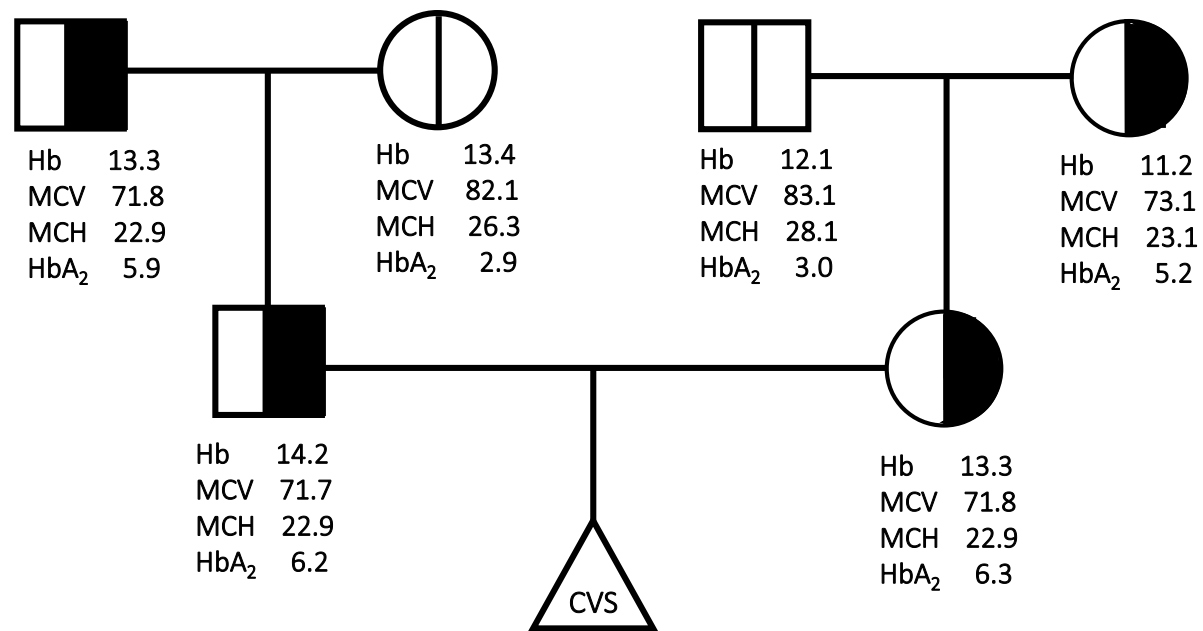 Hb 13.3
MCV 71.8
MCH 22.9
HbA₂ 5.9
Hb 13.4
MCV 82.1
MCH 26.3
HbA₂ 2.9
Hb 12.1
MCV 83.1
MCH 28.1
HbA₂ 3.0
Hb 11.2
MCV 73.1
MCH 23.1
HbA₂ 5.2
Hb 14.2
MCV 71.7
MCH 22.9
HbA₂ 6.2
Hb 13.3
MCV 71.8
MCH 22.9
HbA₂ 6.3
CVS